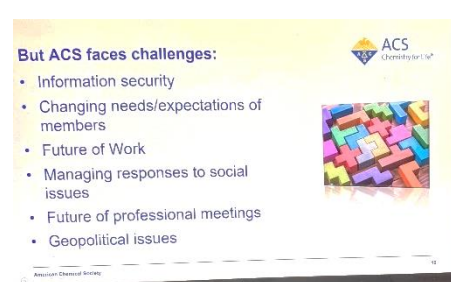 But ACS faces challenges:
ACS
Chemistry for Life®
• Information security
• Changing needs/expectations of
members
• Future of Work
• Managing responses to social
issues
• Future of professional meetings
• Geopolitical issues
American Chemical Society